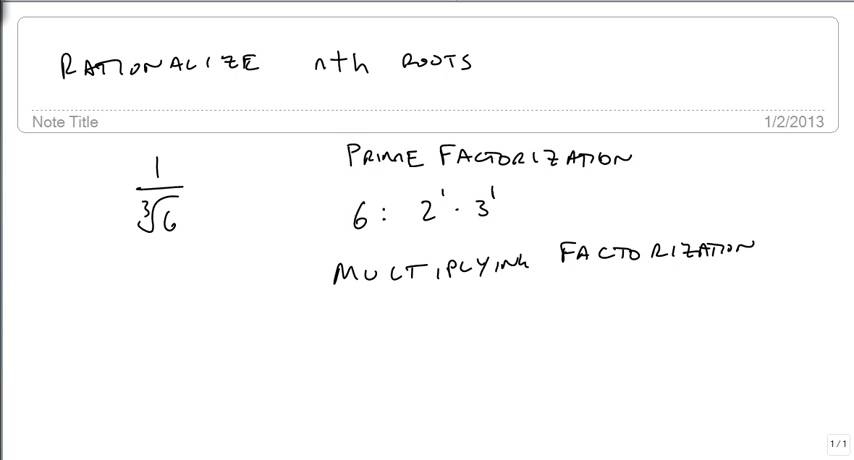 RATIONALIZE nth ROOTS
Note Title 1/2/2013
1
∛6
PRIME FACTORIZATION
6 : 2¹ · 3¹
MULTIPLYING FACTORIZATION
1 / 1